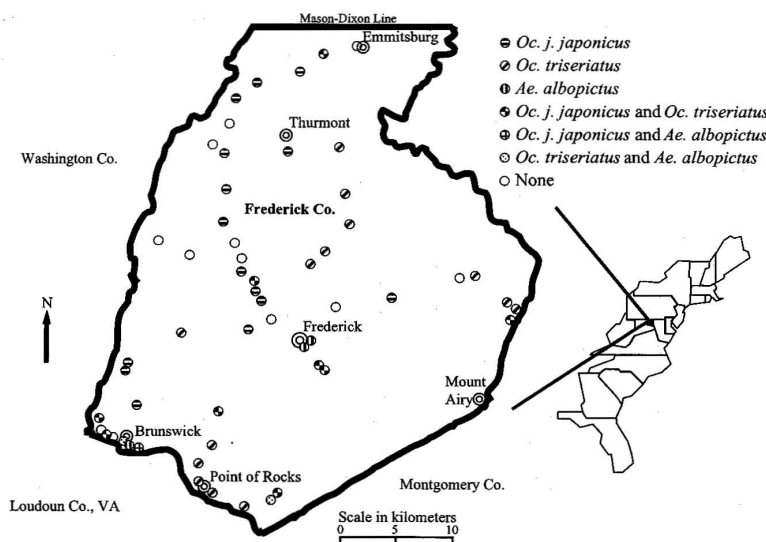 Mason-Dixon Line
Emmitsburg
Oc. j. japonicus
Oc. triseriatus
Ae. albopictus
Oc. j. japonicus and Oc. triseriatus
Oc. j. japonicus and Ae. albopictus
Oc. triseriatus and Ae. albopictus
None
Thurmont
Washington Co.
Frederick Co.
N
Frederick
Mount
Airy
Brunswick
Point of Rocks
Montgomery Co.
Loudoun Co., VA
Scale in kilometers
0 5 10